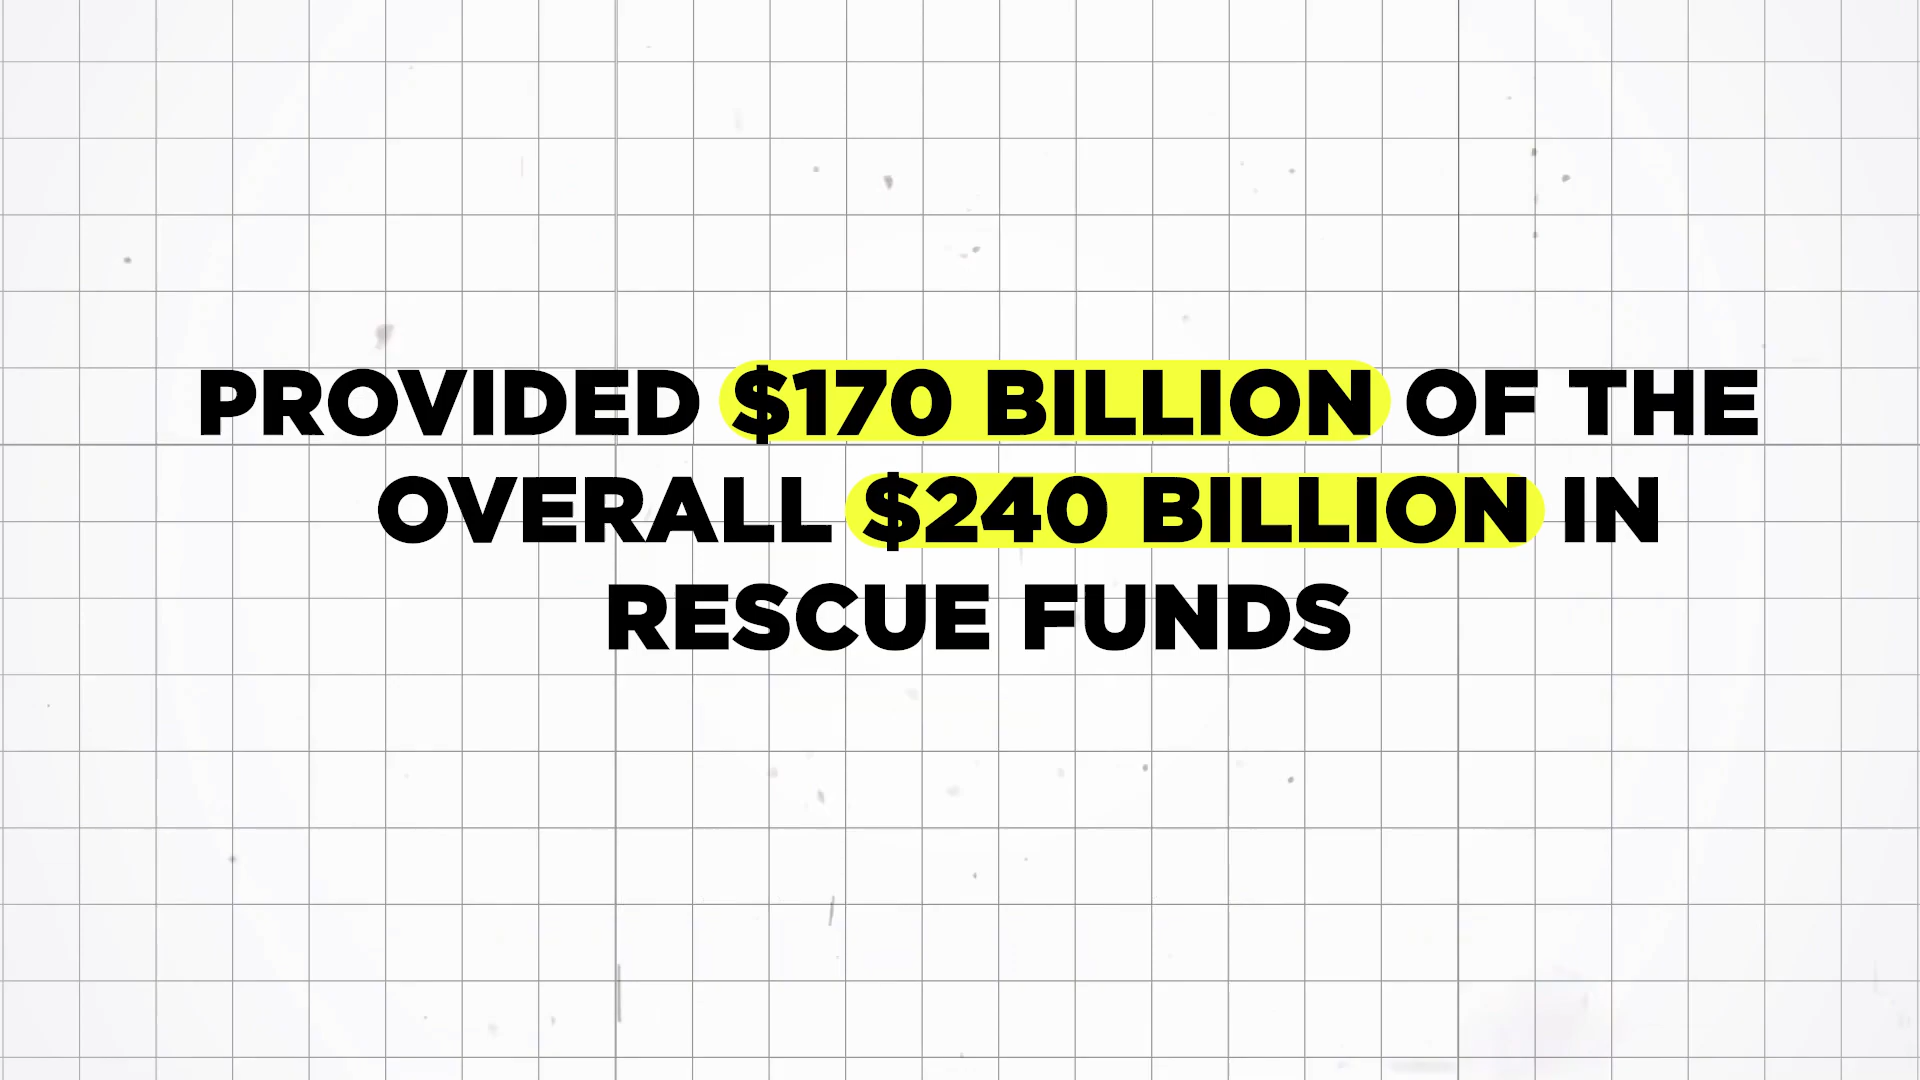 PROVIDED $170 BILLION OF THE
OVERALL $240 BILLION IN
RESCUE FUNDS